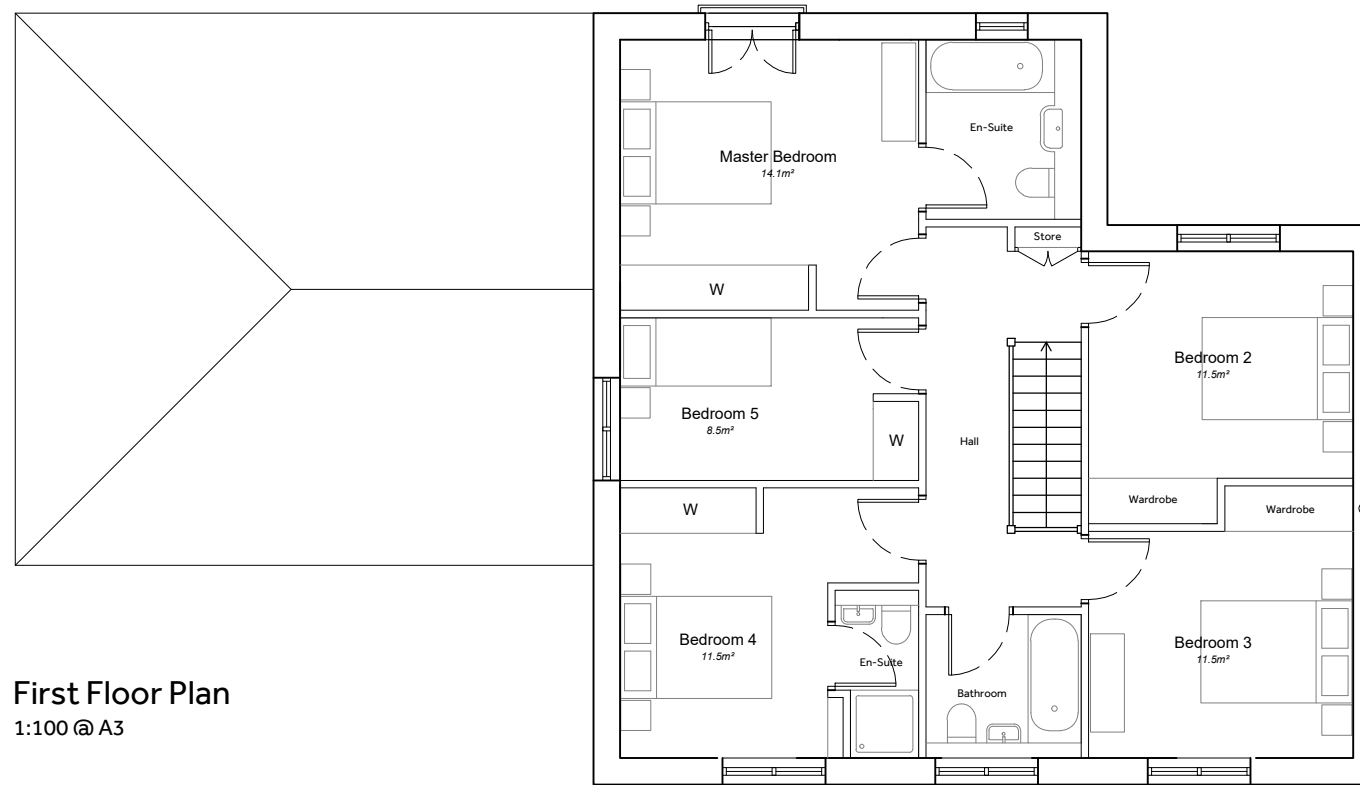 En-Suite
Master Bedroom
14.1m²
Store
W
Bedroom 2
11.5m²
Bedroom 5
8.5m²
W
Hall
Wardrobe
Wardrobe
W
Bedroom 4
11.5m²
En-Suite
Bedroom 3
11.5m²
Bathroom
First Floor Plan
1:100 @ A3